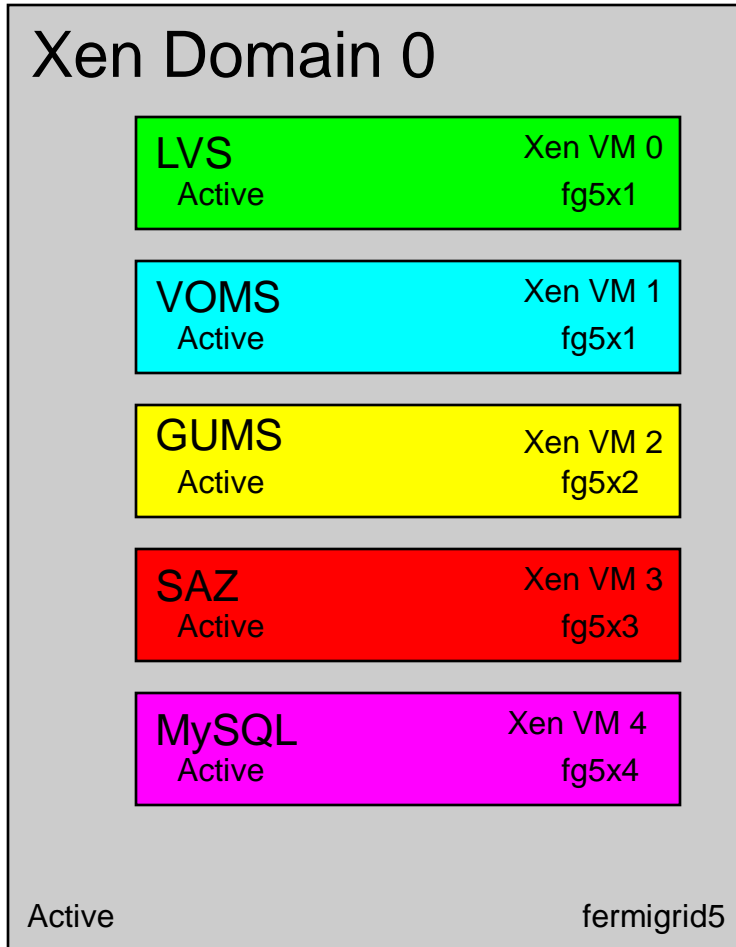 Xen Domain 0
LVS Xen VM 0
Active fg5x1
VOMS Xen VM 1
Active fg5x1
GUMS Xen VM 2
Active fg5x2
SAZ Xen VM 3
Active fg5x3
MySQL Xen VM 4
Active fg5x4
Active fermigrid5